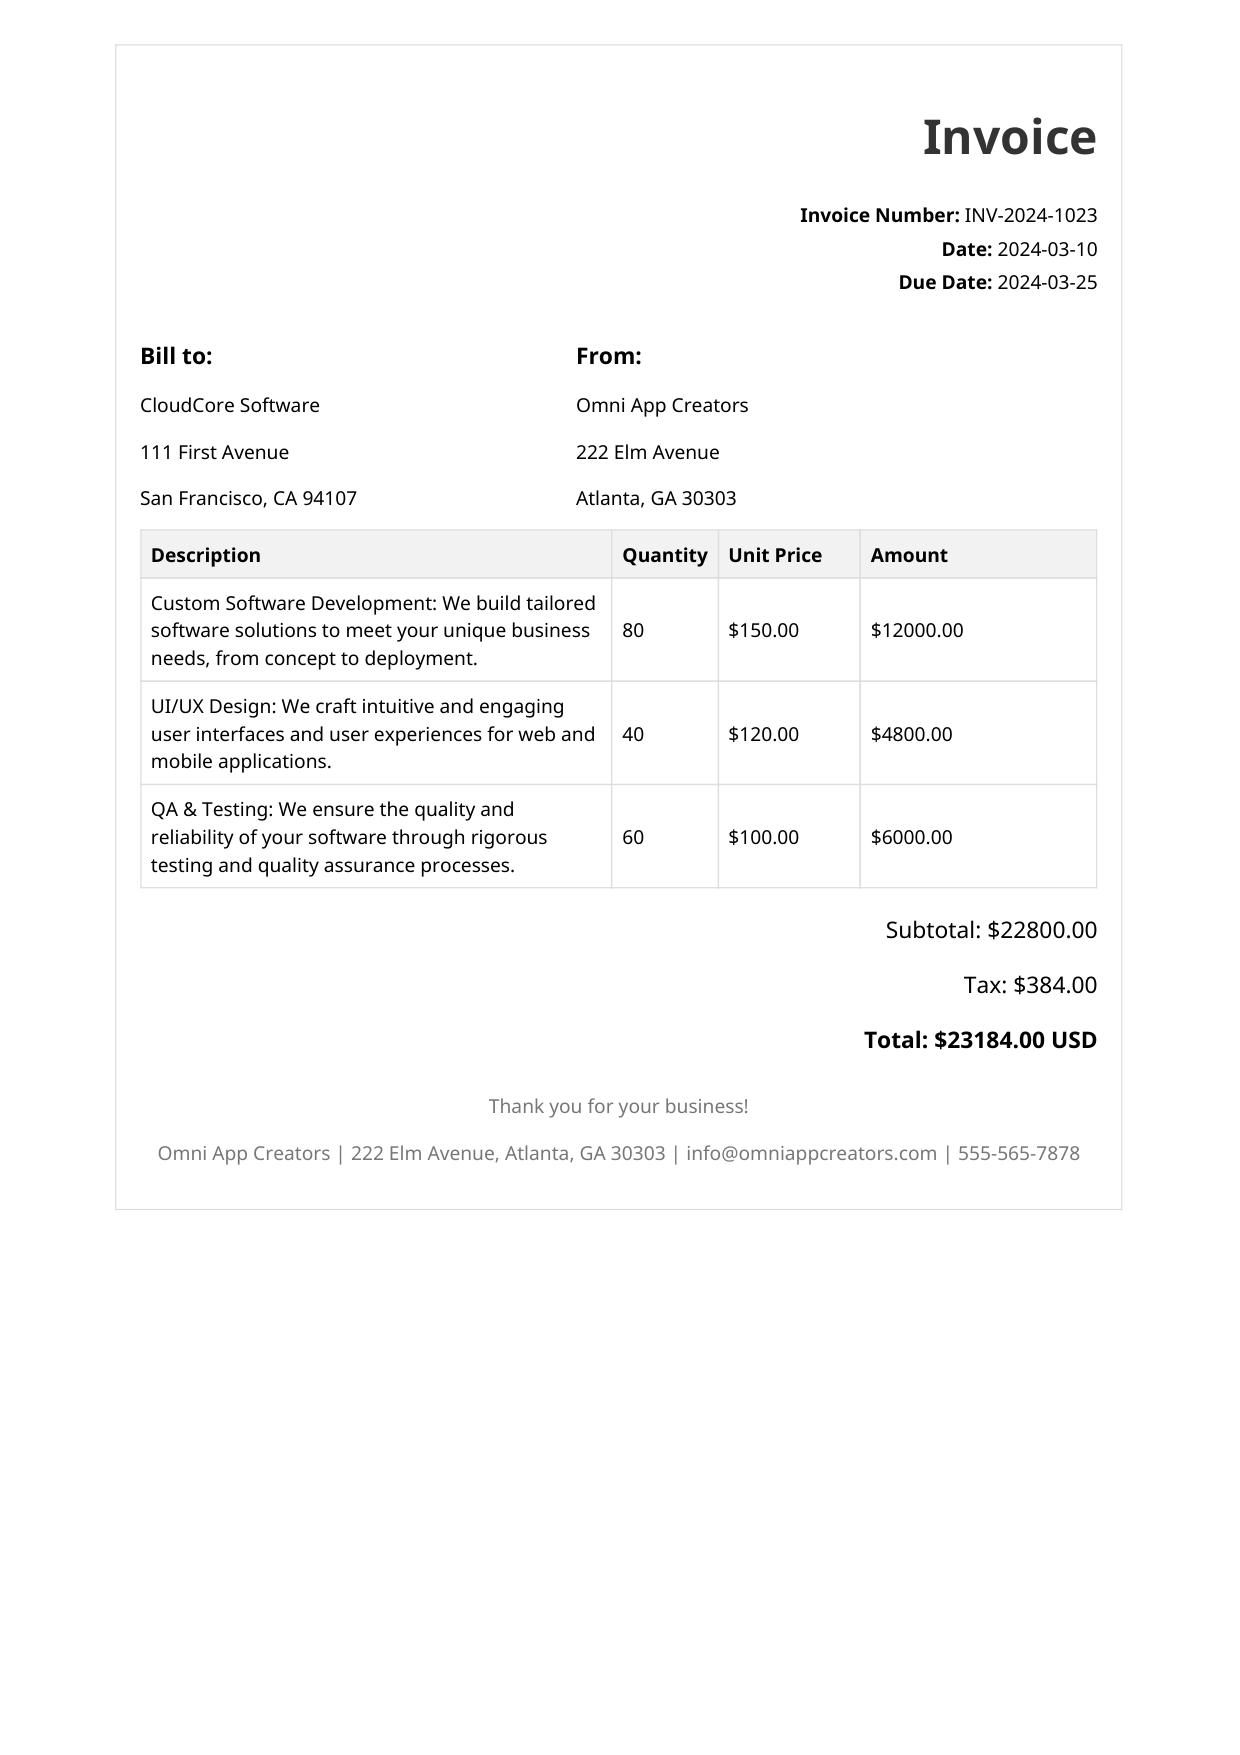 Invoice
Invoice Number: INV-2024-1023
Date: 2024-03-10
Due Date: 2024-03-25
Bill to:
CloudCore Software
111 First Avenue
San Francisco, CA 94107
From:
Omni App Creators
222 Elm Avenue
Atlanta, GA 30303
Description Quantity Unit Price Amount
Custom Software Development: We build tailored
software solutions to meet your unique business
needs, from concept to deployment.
80 $150.00 $12000.00
UI/UX Design: We craft intuitive and engaging
user interfaces and user experiences for web and
mobile applications.
40 $120.00 $4800.00
QA & Testing: We ensure the quality and
reliability of your software through rigorous
testing and quality assurance processes.
60 $100.00 $6000.00
Subtotal: $22800.00
Tax: $384.00
Total: $23184.00 USD
Thank you for your business!
Omni App Creators | 222 Elm Avenue, Atlanta, GA 30303 | info@omniappcreators.com | 555-565-7878